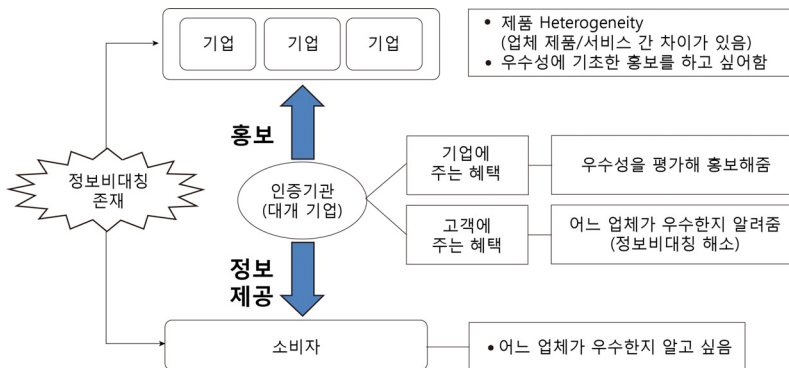 기업
기업
기업
• 제품 Heterogeneity
(업체 제품/서비스 간 차이가 있음)
• 우수성에 기초한 홍보를 하고 싶어함
홍보
정보비대칭
존재
인증기관
(대개 기업)
기업에
주는 혜택
우수성을 평가해 홍보해줌
고객에
주는 혜택
어느 업체가 우수한지 알려줌
(정보비대칭 해소)
정보
제공
소비자
• 어느 업체가 우수한지 알고 싶음